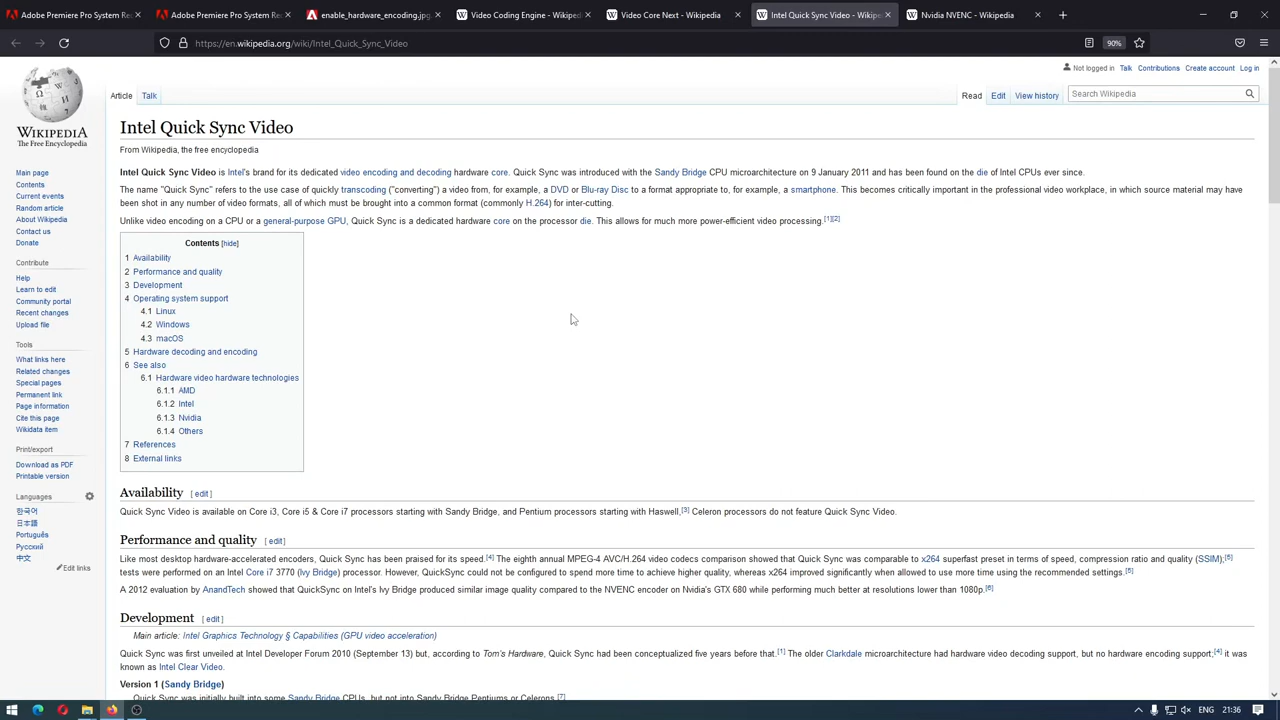 Adobe Premiere Pro System Re
Adobe Premiere Pro System Re
enable_hardware_encoding.jpg
Video Coding Engine - Wikipedi
Video Core Next - Wikipedia
Intel Quick Sync Video - Wikipe
Nvidia NVENC - Wikipedia
https://en.wikipedia.org/wiki/Intel_Quick_Sync_Video
90%
Not logged in Talk Contributions Create account Log in
Article Talk
Read Edit View history
Search Wikipedia
WIKIPEDIA
The Free Encyclopedia
Main page
Contents
Current events
Random article
About Wikipedia
Contact us
Donate
Contribute
Help
Learn to edit
Community portal
Recent changes
Upload file
Tools
What links here
Related changes
Special pages
Permanent link
Page information
Cite this page
Wikidata item
Print/export
Download as PDF
Printable version
Languages
한국어
日本語
Português
Русский
中文
Edit links
Intel Quick Sync Video
From Wikipedia, the free encyclopedia
Intel Quick Sync Video is Intel's brand for its dedicated video encoding and decoding hardware core. Quick Sync was introduced with the Sandy Bridge CPU microarchitecture on 9 January 2011 and has been found on the die of Intel CPUs ever since.
The name "Quick Sync" refers to the use case of quickly transcoding ("converting") a video from, for example, a DVD or Blu-ray Disc to a format appropriate to, for example, a smartphone. This becomes critically important in the professional video workplace, in which source material may have
been shot in any number of video formats, all of which must be brought into a common format (commonly H.264) for inter-cutting.
Unlike video encoding on a CPU or a general-purpose GPU, Quick Sync is a dedicated hardware core on the processor die. This allows for much more power-efficient video processing.[1][2]
Contents [hide]
1 Availability
2 Performance and quality
3 Development
4 Operating system support
4.1 Linux
4.2 Windows
4.3 macOS
5 Hardware decoding and encoding
6 See also
6.1 Hardware video hardware technologies
6.1.1 AMD
6.1.2 Intel
6.1.3 Nvidia
6.1.4 Others
7 References
8 External links
Availability [ edit ]
Quick Sync Video is available on Core i3, Core i5 & Core i7 processors starting with Sandy Bridge, and Pentium processors starting with Haswell,[3] Celeron processors do not feature Quick Sync Video.
Performance and quality [ edit ]
Like most desktop hardware-accelerated encoders, Quick Sync has been praised for its speed.[4] The eighth annual MPEG-4 AVC/H.264 video codecs comparison showed that Quick Sync was comparable to x264 superfast preset in terms of speed, compression ratio and quality (SSIM);[5]
tests were performed on an Intel Core i7 3770 (Ivy Bridge) processor. However, QuickSync could not be configured to spend more time to achieve higher quality, whereas x264 improved significantly when allowed to use more time using the recommended settings.[5]
A 2012 evaluation by AnandTech showed that QuickSync on Intel's Ivy Bridge produced similar image quality compared to the NVENC encoder on Nvidia's GTX 680 while performing much better at resolutions lower than 1080p.[6]
Development [ edit ]
Main article: Intel Graphics Technology § Capabilities (GPU video acceleration)
Quick Sync was first unveiled at Intel Developer Forum 2010 (September 13) but, according to Tom's Hardware, Quick Sync had been conceptualized five years before that.[1] The older Clarkdale microarchitecture had hardware video decoding support, but no hardware encoding support;[4] it was
known as Intel Clear Video.
Version 1 (Sandy Bridge)
Quick Sync was initially built into some Sandy Bridge CPUs, but not into Sandy Bridge Pentiums or Celerons.[7]
ENG 21:36